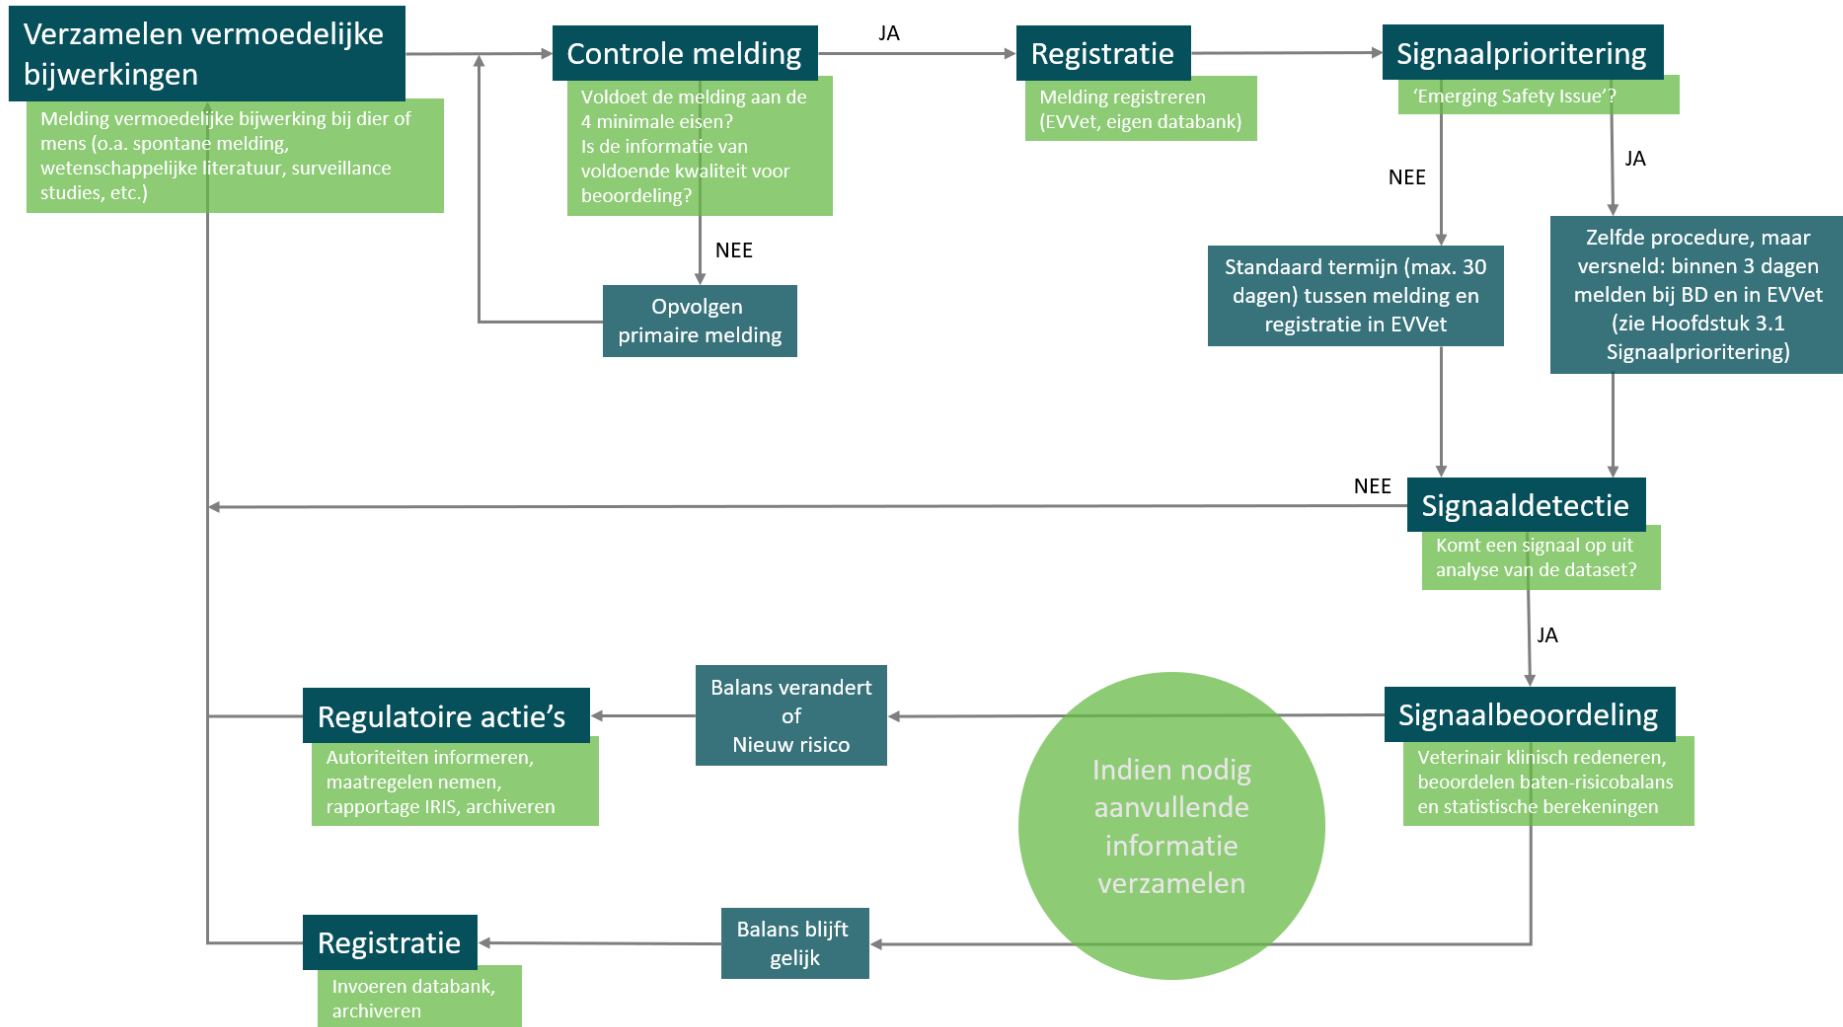 Verzamelen vermoedelijke
bijwerkingen
Melding vermoedelijke bijwerking bij dier of
mens (o.a. spontane melding,
wetenschappelijke literatuur, surveillance
studies, etc.)
Controle melding
Voldoet de melding aan de
4 minimale eisen?
Is de informatie van
voldoende kwaliteit voor
beoordeling?
JA
NEE
Opvolgen
primaire melding
Registratie
Melding registreren
(EVVet, eigen databank)
Signaalprioritering
‘Emerging Safety Issue’?
NEE
JA
Standaard termijn (max. 30
dagen) tussen melding en
registratie in EVVet
Zelfde procedure, maar
versneld: binnen 3 dagen
melden bij BD en in EVVet
(zie Hoofdstuk 3.1
Signaalprioritering)
NEE
Signaaldetectie
Komt een signaal op uit
analyse van de dataset?
JA
Signaalbeoordeling
Veterinair klinisch redeneren,
beoordelen baten-risicobalans
en statistische berekeningen
Indien nodig
aanvullende
informatie
verzamelen
Balans verandert
of
Nieuw risico
Regulatoire actie’s
Autoriteiten informeren,
maatregelen nemen,
rapportage IRIS, archiveren
Balans blijft
gelijk
Registratie
Invoeren databank,
archiveren